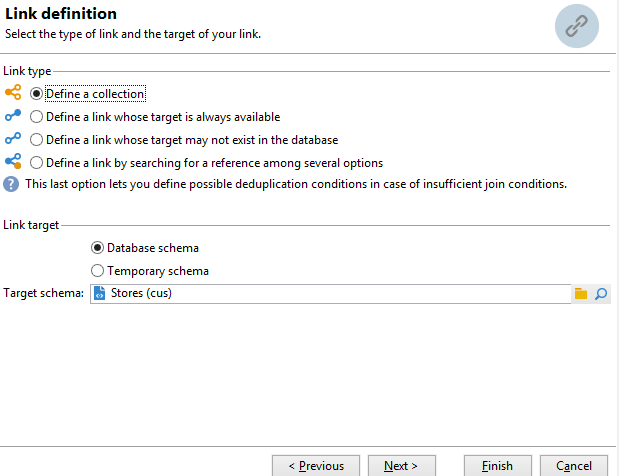 Link definition
Select the type of link and the target of your link.
Link type
Define a collection
Define a link whose target is always available
Define a link whose target may not exist in the database
Define a link by searching for a reference among several options
? This last option lets you define possible deduplication conditions in case of insufficient join conditions.
Link target
Database schema
Temporary schema
Target schema: Stores (cus)
< Previous Next > Finish Cancel